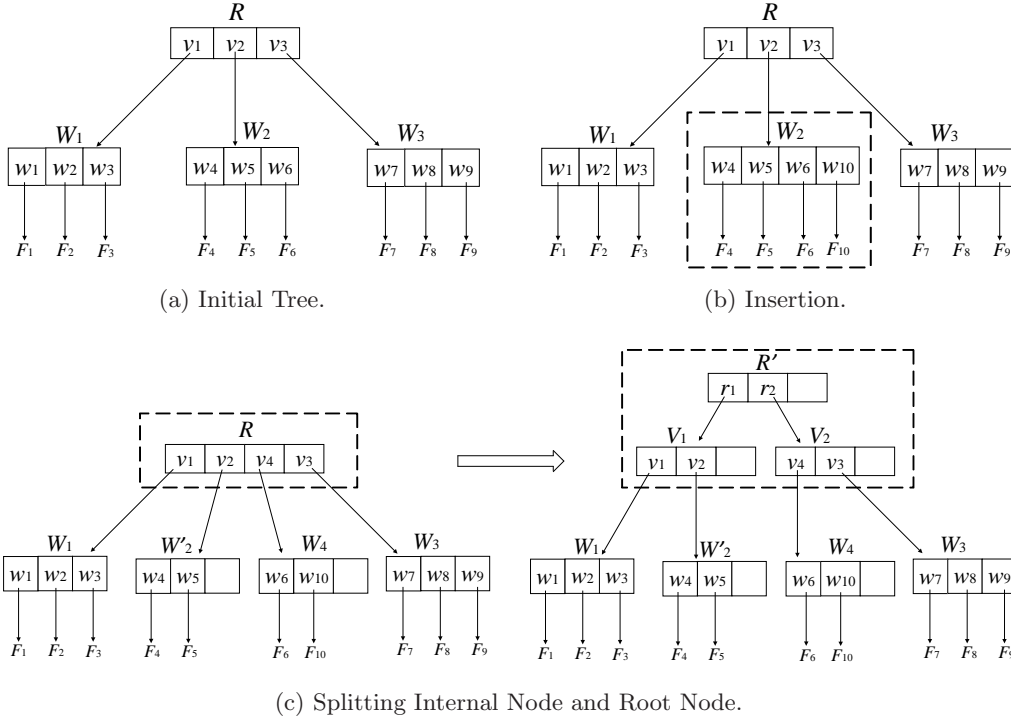 R
v1 v2 v3
W1 W2 W3
w1 w2 w3 w4 w5 w6 w7 w8 w9
F1 F2 F3 F4 F5 F6 F7 F8 F9
(a) Initial Tree.
R
v1 v2 v3
W1 W2 W3
w1 w2 w3 w4 w5 w6 w10 w7 w8 w9
F1 F2 F3 F4 F5 F6 F10 F7 F8 F9
(b) Insertion.
R
v1 v2 v4 v3
W1 W'2 W4 W3
w1 w2 w3 w4 w5 w6 w10 w7 w8 w9
F1 F2 F3 F4 F5 F6 F10 F7 F8 F9
R'
r1 r2
V1 V2
v1 v2 v4 v3
W1 W'2 W4 W3
w1 w2 w3 w4 w5 w6 w10 w7 w8 w9
F1 F2 F3 F4 F5 F6 F10 F7 F8 F9
(c) Splitting Internal Node and Root Node.